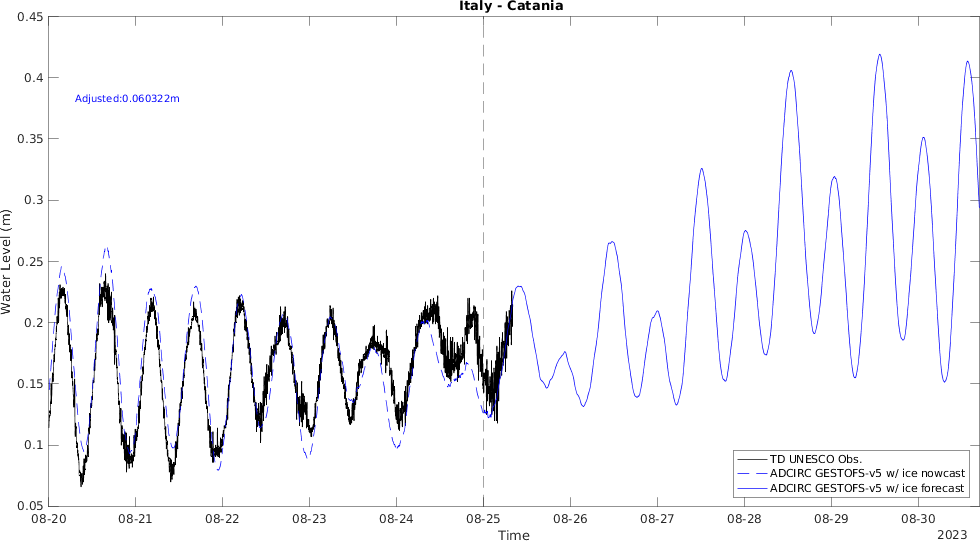 Italy - Catania
0.45
0.4
0.35
0.3
0.25
0.2
0.15
0.1
0.05
Water Level (m)
Adjusted:0.060322m
TD UNESCO Obs.
ADCIRC GESTOFS-v5 w/ ice nowcast
ADCIRC GESTOFS-v5 w/ ice forecast
08-20 08-21 08-22 08-23 08-24 08-25 08-26 08-27 08-28 08-29 08-30
Time
2023